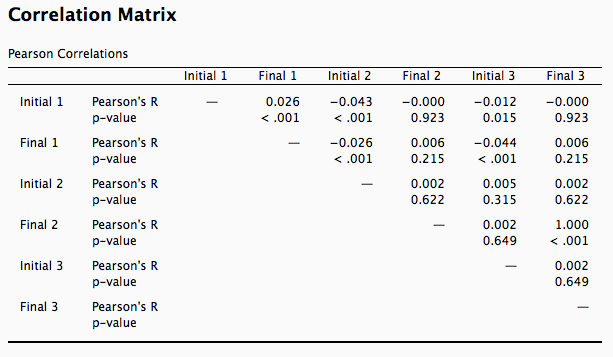 Correlation Matrix
Pearson Correlations
Initial 1 Final 1 Initial 2 Final 2 Initial 3 Final 3
Initial 1 Pearson's R — 0.026 −0.043 −0.000 −0.012 −0.000
p-value < .001 < .001 0.923 0.015 0.923
Final 1 Pearson's R — −0.026 0.006 −0.044 0.006
p-value < .001 0.215 < .001 0.215
Initial 2 Pearson's R — 0.002 0.005 0.002
p-value 0.622 0.315 0.622
Final 2 Pearson's R — 0.002 1.000
p-value 0.649 < .001
Initial 3 Pearson's R — 0.002
p-value 0.649
Final 3 Pearson's R —
p-value